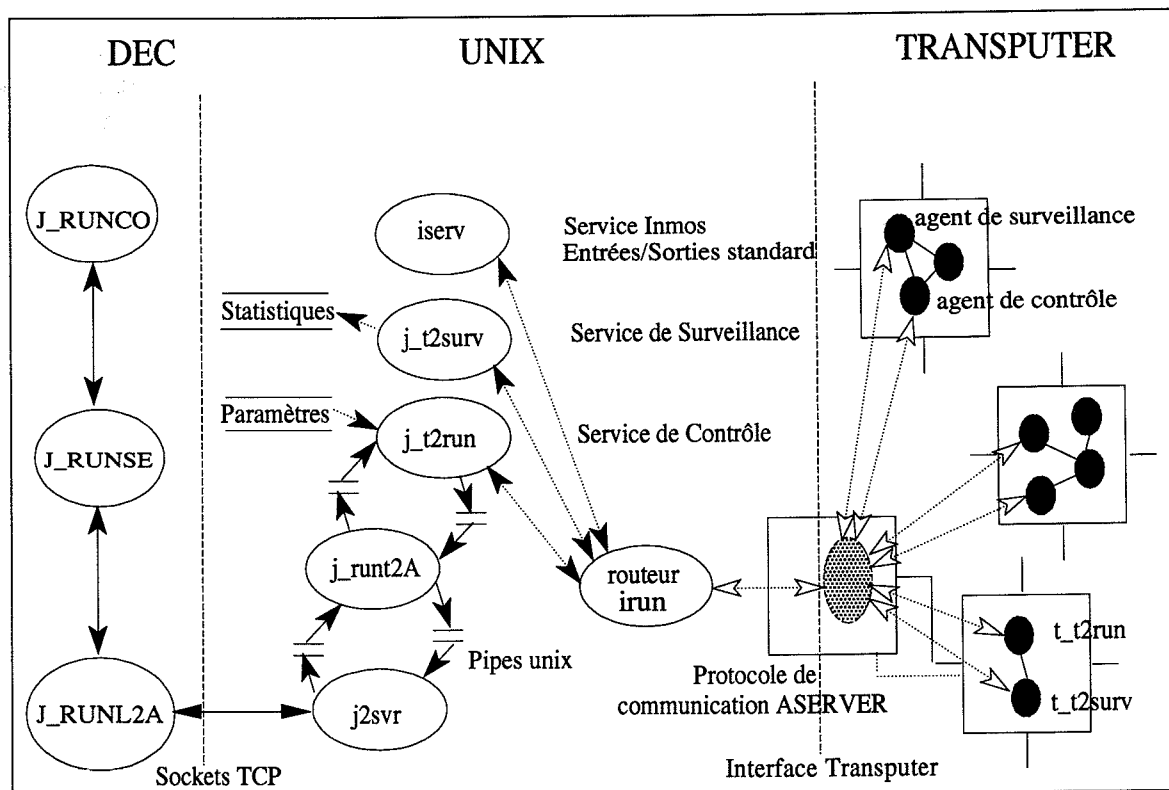 DEC
UNIX
TRANSPUTER
J_RUNCO
J_RUNSE
J_RUNL2A
Sockets TCP
iserv
Service Inmos
Entrées/Sorties standard
Statistiques
j_t2surv
Service de Surveillance
Paramètres
j_t2run
Service de Contrôle
j_runt2A
routeur
irun
Pipes unix
j2svr
agent de surveillance
agent de contrôle
t_t2run
t_t2surv
Protocole de
communication ASERVER
Interface Transputer